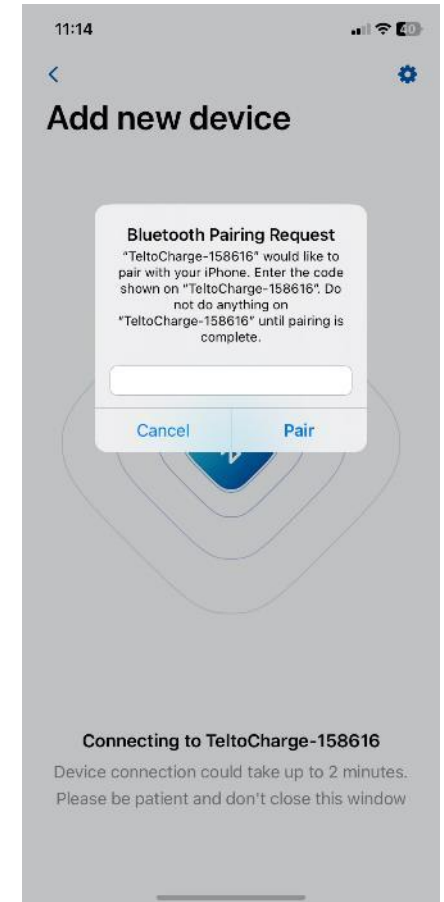 11:14
40
Add new device
Bluetooth Pairing Request
"TeltoCharge-158616" would like to
pair with your iPhone. Enter the code
shown on "TeltoCharge-158616". Do
not do anything on
"TeltoCharge-158616" until pairing is
complete.
Cancel
Pair
Connecting to TeltoCharge-158616
Device connection could take up to 2 minutes.
Please be patient and don't close this window